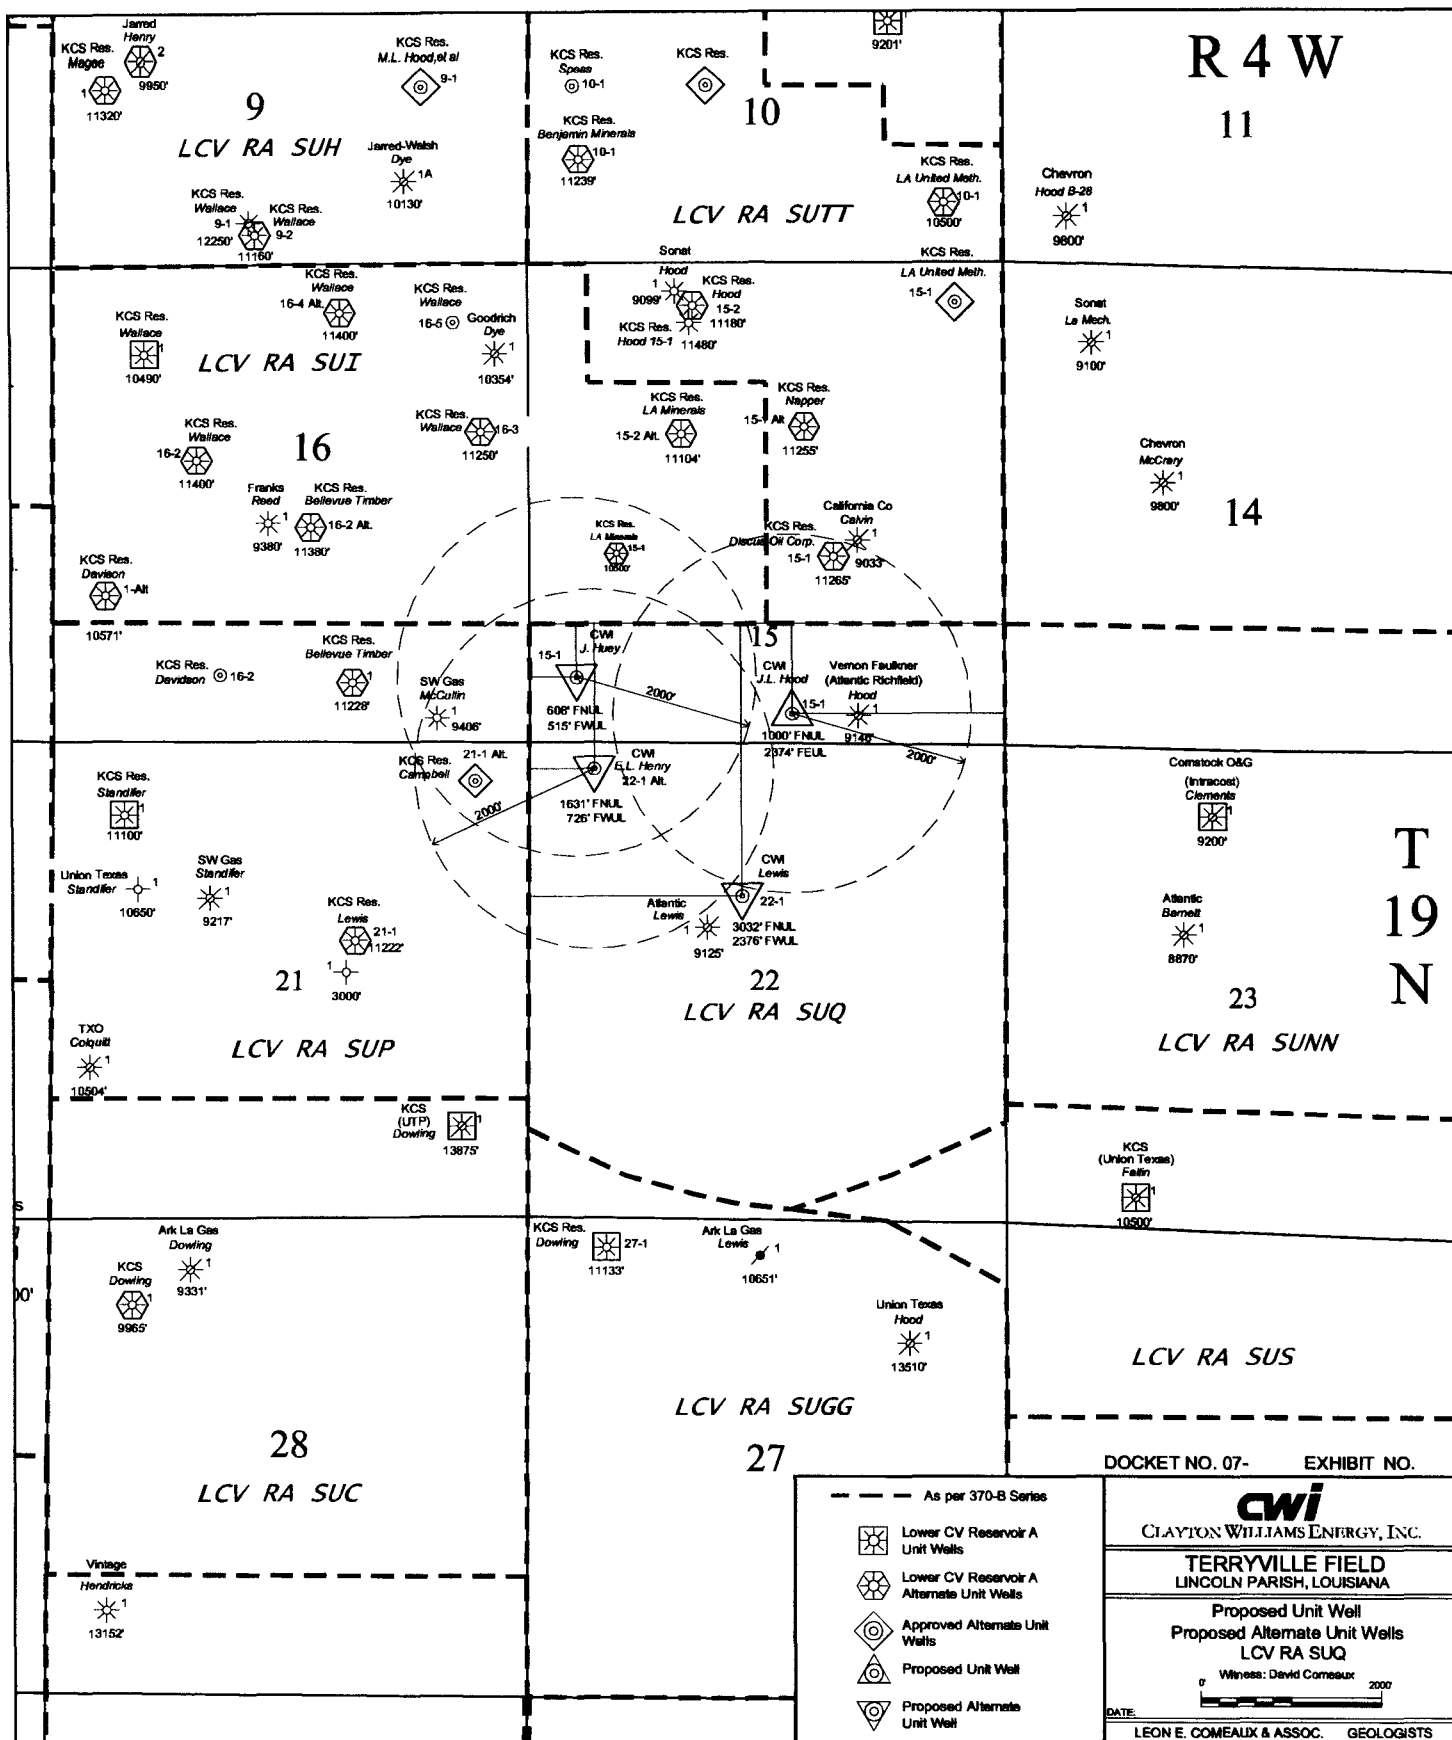 R 4 W
Jarred
Henry
2
9950'
KCS Res.
Magee
1
11320'
9
LCV RA SUH
KCS Res.
M.L. Hood,et al
9-1
Jarred-Walsh
Dye
1A
10130'
KCS Res.
Wallace
9-1
12250'
KCS Res.
Wallace
9-2
11160'
KCS Res.
Speas
10-1
KCS Res.
10
9201'
KCS Res.
Benjamin Minerals
10-1
11239'
LCV RA SUTT
KCS Res.
LA United Meth.
10-1
10500'
11
Chevron
Hood B-28
1
9800'
KCS Res.
Wallace
16-4 Alt.
11400'
KCS Res.
Wallace
16-5
Goodrich
Dye
1
10354'
KCS Res.
Wallace
1
10490'
LCV RA SUI
KCS Res.
Wallace
16-3
11250'
KCS Res.
Wallace
16-2
11400'
16
Franks
Reed
1
9380'
KCS Res.
Bellevue Timber
16-2 Alt.
11380'
KCS Res.
Davison
1-Alt
10571'
Sonat
Hood
1
9099'
KCS Res.
Hood
15-2
11180'
KCS Res.
Hood 15-1
11480'
KCS Res.
LA United Meth.
15-1
KCS Res.
LA Minerals
15-2 Alt.
11104'
KCS Res.
Napper
15-1 Alt
11255'
KCS Res.
LA Minerals
15-1
10800'
California Co
Calvin
1
9033'
KCS Res.
Discus Oil Corp.
15-1
11265'
Sonat
La Mech.
1
9100'
Chevron
McCrary
1
9800'
14
KCS Res.
Davidson
16-2
KCS Res.
Bellevue Timber
1
11228'
SW Gas
McCullin
1
9406'
15
CWI
J. Huey
15-1
608' FNUL
515' FWUL
2000'
CWI
J.L. Hood
15-1
1000' FNUL
2374' FEUL
2000'
Vernon Faulkner
(Atlantic Richfield)
Hood
1
9146'
KCS Res.
Campbell
21-1 Alt.
2000'
CWI
E.L. Henry
22-1 Alt.
1631' FNUL
726' FWUL
KCS Res.
Standifer
1
11100'
Union Texas
Standifer
1
10650'
SW Gas
Standifer
1
9217'
KCS Res.
Lewis
21-1
11222'
1
3000'
21
LCV RA SUP
TXO
Colquitt
1
10504'
Atlantic
Lewis
1
9125'
CWI
Lewis
22-1
3032' FNUL
2376' FWUL
22
LCV RA SUQ
Comstock O&G
(Intracost)
Clements
1
9200'
Atlantic
Barnett
1
8870'
23
LCV RA SUNN
T
19
N
KCS
(UTP)
Dowling
1
13875'
KCS
(Union Texas)
Fallin
1
10500'
S
00'
Ark La Gas
Dowling
1
9331'
KCS
Dowling
1
9965'
KCS Res.
Dowling
27-1
11133'
Ark La Gas
Lewis
1
10651'
Union Texas
Hood
1
13510'
LCV RA SUS
LCV RA SUGG
27
28
LCV RA SUC
Vintage
Hendricks
1
13152'
DOCKET NO. 07- EXHIBIT NO.
As per 370-B Series
Lower CV Reservoir A
Unit Wells
Lower CV Reservoir A
Alternate Unit Wells
Approved Alternate Unit
Wells
Proposed Unit Well
Proposed Alternate
Unit Well
CWi
CLAYTON WILLIAMS ENERGY, INC.
TERRYVILLE FIELD
LINCOLN PARISH, LOUISIANA
Proposed Unit Well
Proposed Alternate Unit Wells
LCV RA SUQ
Witness: David Comeaux
0' 2000'
DATE:
LEON E. COMEAUX & ASSOC. GEOLOGISTS